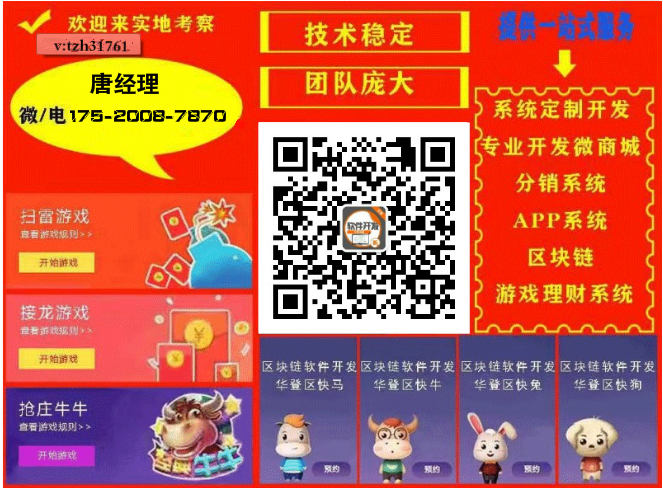 欢迎来实地考察
v:tzh31761
唐经理
微/电175-2008-7870
技术稳定
团队庞大
提供一站式服务
系统定制开发
专业开发微商城
分销系统
APP系统
区块链
游戏理财系统
软件开发
扫雷游戏
查看游戏规则>>
开始游戏
接龙游戏
查看游戏规则>>
开始游戏
抢庄牛牛
查看游戏规则>>
开始游戏
牛牛
区块链软件开发
华登区快马
预约
区块链软件开发
华登区快牛
预约
区块链软件开发
华登区快兔
预约
区块链软件开发
华登区快狗
预约